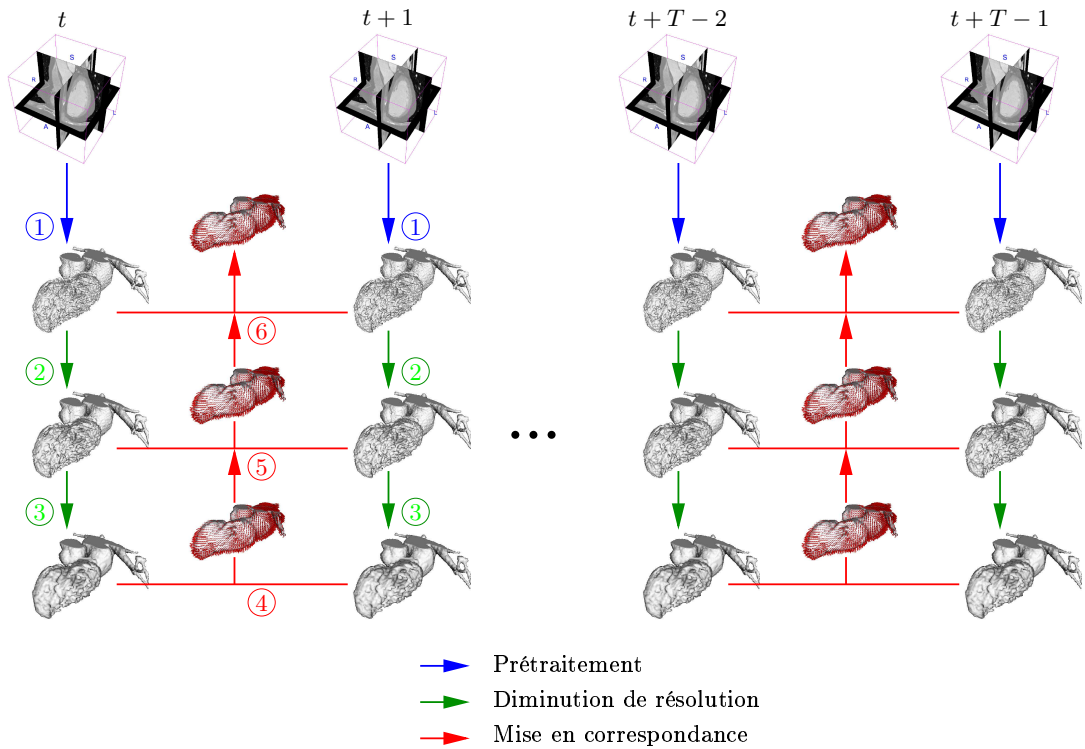 t
t + 1
t + T − 2
t + T − 1
S
R
A
L
S
R
A
L
S
R
A
L
S
R
A
L
1
1
6
2
2
...
5
3
3
4
Prétraitement
Diminution de résolution
Mise en correspondance